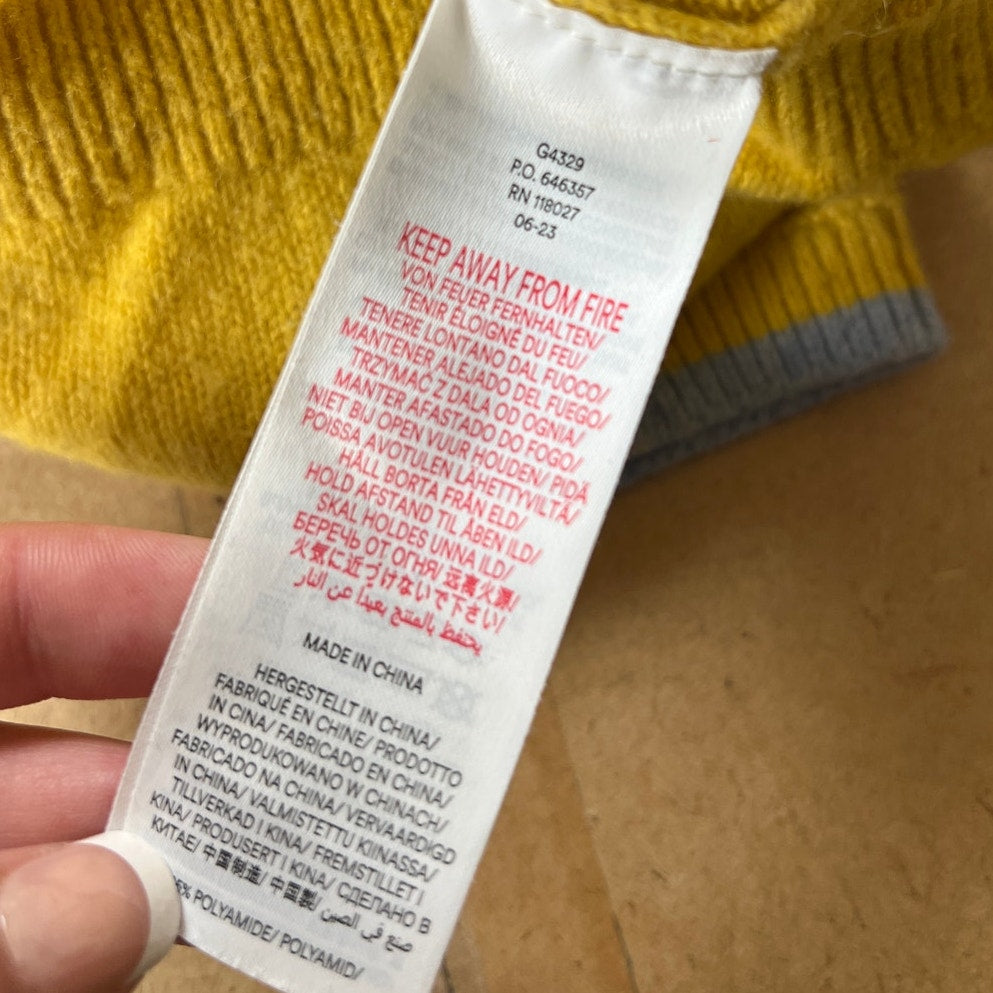 G4329
P.O. 646357
RN 118027
06-23
KEEP AWAY FROM FIRE
VON FEUER FERNHALTEN/
TENIR ÉLOIGNÉ DU FEU/
TENERE LONTANO DAL FUOCO/
MANTENER ALEJADO DEL FUEGO/
TRZYMAĆ Z DALA OD OGNIA/
MANTER AFASTADO DO FOGO/
NIET BIJ OPEN VUUR HOUDEN/ PIDÄ
POISSA AVOTULEN LÄHETTYVILTÄ/
HÅLL BORTA FRÅN ELD/
HOLD AFSTAND TIL ÅBEN ILD/
SKAL HOLDES UNNA ILD/
БЕРЕЧЬ ОТ ОГНЯ/ 远离火源/
火気に近づけないで下さい/
يحتفظ بالمنتج بعيداً عن النار
MADE IN CHINA
HERGESTELLT IN CHINA/
FABRIQUÉ EN CHINE/ PRODOTTO
IN CINA/ FABRICADO EN CHINA/
WYPRODUKOWANO W CHINACH/
FABRICADO NA CHINA/ VERVAARDIGD
IN CHINA/ VALMISTETTU KIINASSA/
TILLVERKAD I KINA/ FREMSTILLET I
KINA/ PRODUSERT I KINA/ СДЕЛАНО В
КИТАЕ/ 中国制造/ 中国製/ صنع في الصين
POLYAMIDE/ POLYAMID/